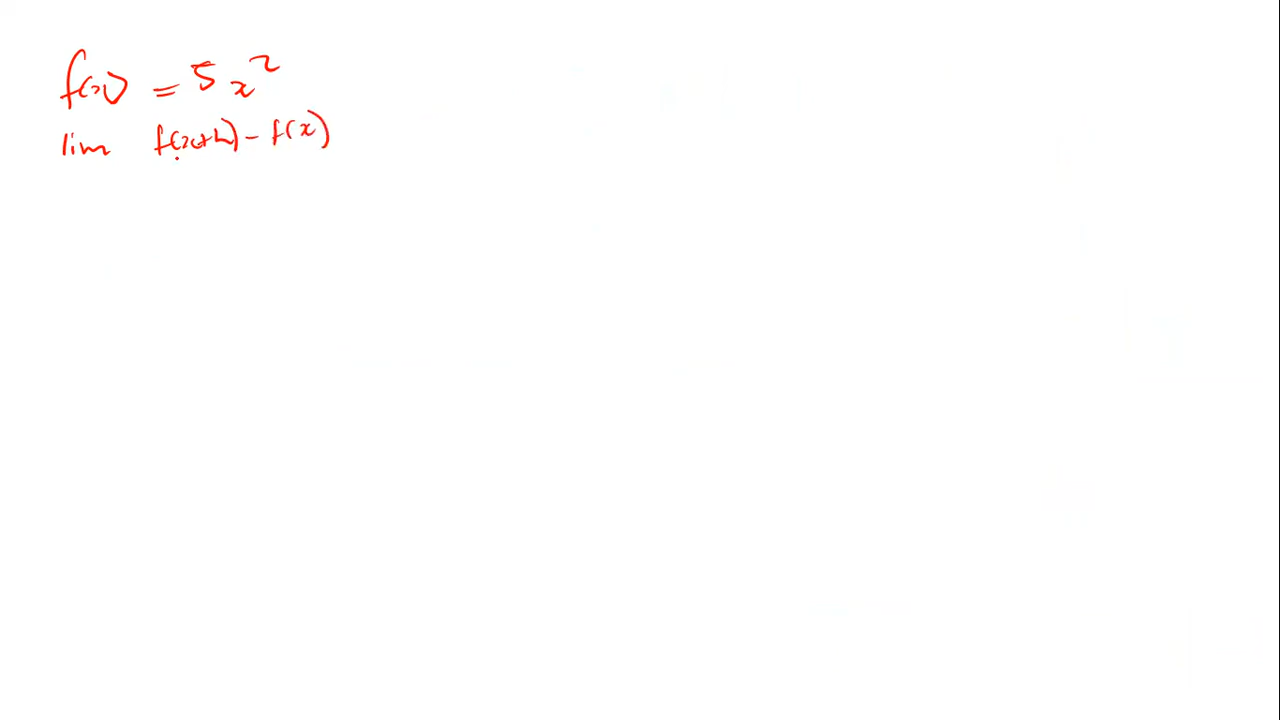 f(x) = 5x²
lim f(x+h) - f(x)